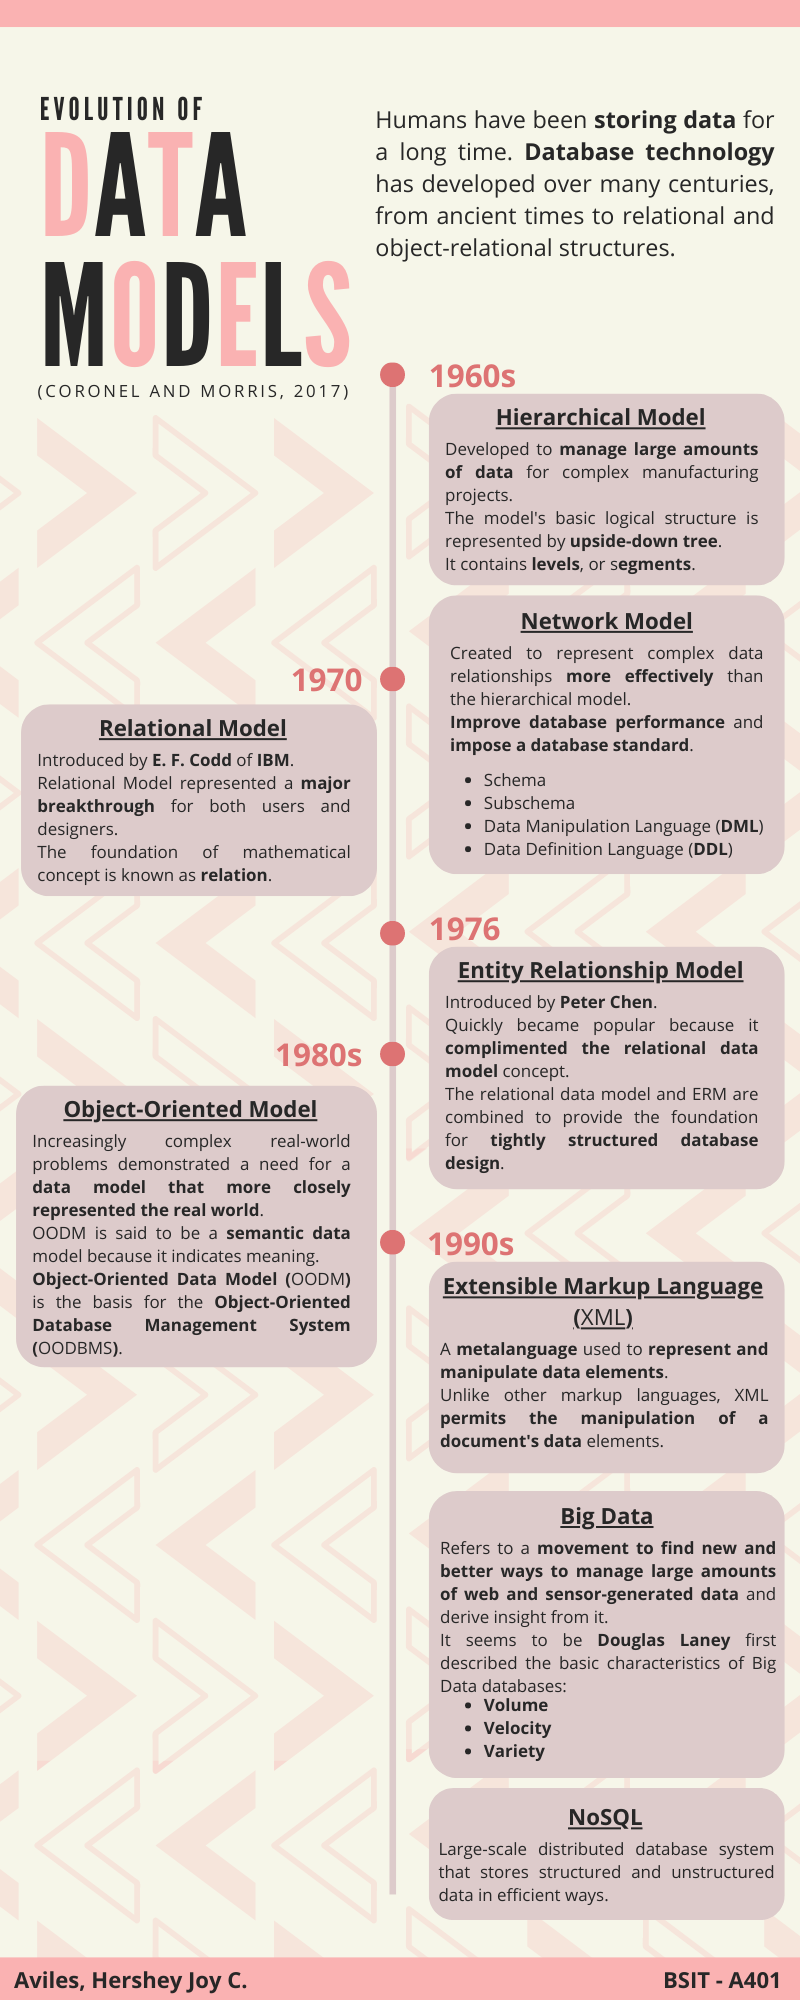 EVOLUTION OF
DATA
MODELS
(CORONEL AND MORRIS, 2017)
Humans have been storing data for
a long time. Database technology
has developed over many centuries,
from ancient times to relational and
object-relational structures.
1960s
Hierarchical Model
Developed to manage large amounts
of data for complex manufacturing
projects.
The model's basic logical structure is
represented by upside-down tree.
It contains levels, or segments.
Network Model
Created to represent complex data
relationships more effectively than
the hierarchical model.
Improve database performance and
impose a database standard.
• Schema
• Subschema
• Data Manipulation Language (DML)
• Data Definition Language (DDL)
1970
Relational Model
Introduced by E. F. Codd of IBM.
Relational Model represented a major
breakthrough for both users and
designers.
The foundation of mathematical
concept is known as relation.
1976
Entity Relationship Model
Introduced by Peter Chen.
Quickly became popular because it
complimented the relational data
model concept.
The relational data model and ERM are
combined to provide the foundation
for tightly structured database
design.
1980s
Object-Oriented Model
Increasingly complex real-world
problems demonstrated a need for a
data model that more closely
represented the real world.
OODM is said to be a semantic data
model because it indicates meaning.
Object-Oriented Data Model (OODM)
is the basis for the Object-Oriented
Database Management System
(OODBMS).
1990s
Extensible Markup Language
(XML)
A metalanguage used to represent and
manipulate data elements.
Unlike other markup languages, XML
permits the manipulation of a
document's data elements.
Big Data
Refers to a movement to find new and
better ways to manage large amounts
of web and sensor-generated data and
derive insight from it.
It seems to be Douglas Laney first
described the basic characteristics of Big
Data databases:
• Volume
• Velocity
• Variety
NoSQL
Large-scale distributed database system
that stores structured and unstructured
data in efficient ways.
Aviles, Hershey Joy C.
BSIT - A401